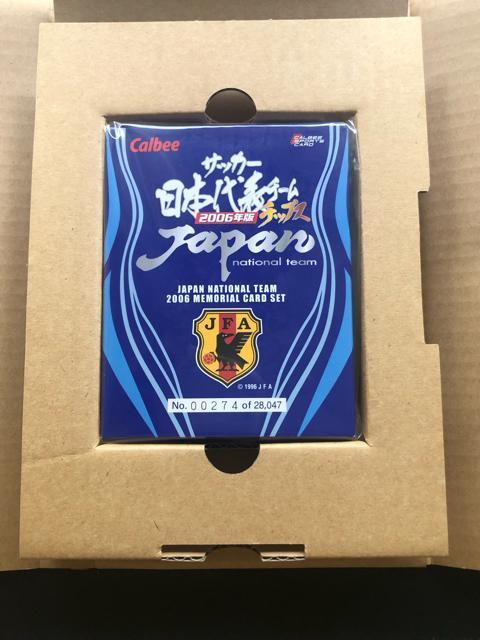 Calbee
CALBEE SPORTS CARD
サッカー
日本代表チーム
2006年版 チップス
Japan
national team
JAPAN NATIONAL TEAM
2006 MEMORIAL CARD SET
JFA
© 1996 J F A
No. 00274 of 28,047